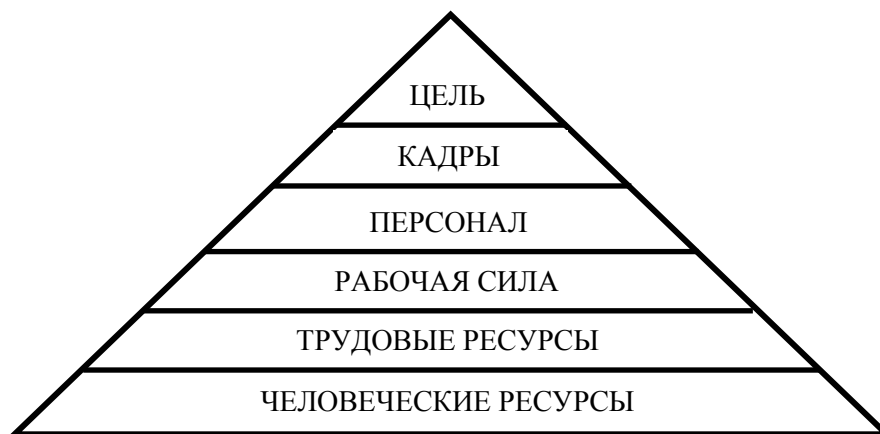 ЦЕЛЬ
КАДРЫ
ПЕРСОНАЛ
РАБОЧАЯ СИЛА
ТРУДОВЫЕ РЕСУРСЫ
ЧЕЛОВЕЧЕСКИЕ РЕСУРСЫ